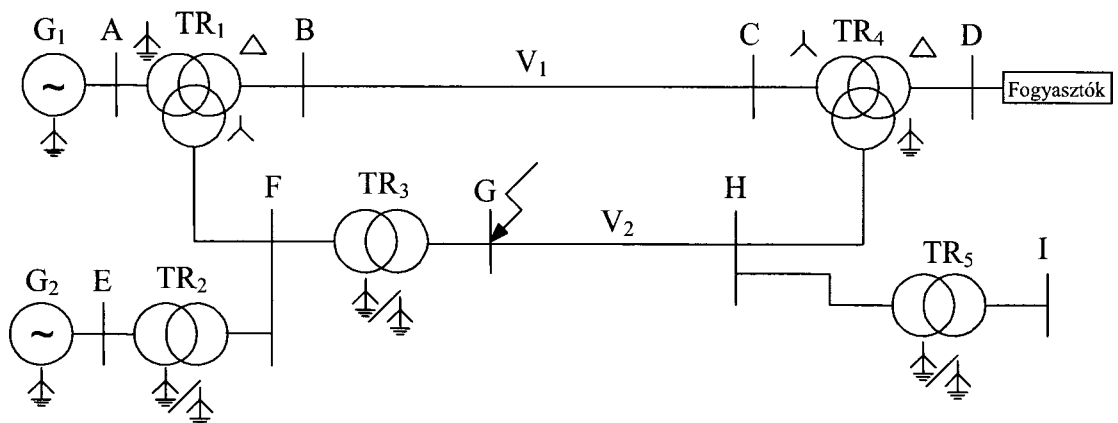 G₁ A TR₁ B V₁ C TR₄ D
~
Fogyasztók
F TR₃ G V₂ H
G₂ E TR₂ TR₅ I
~